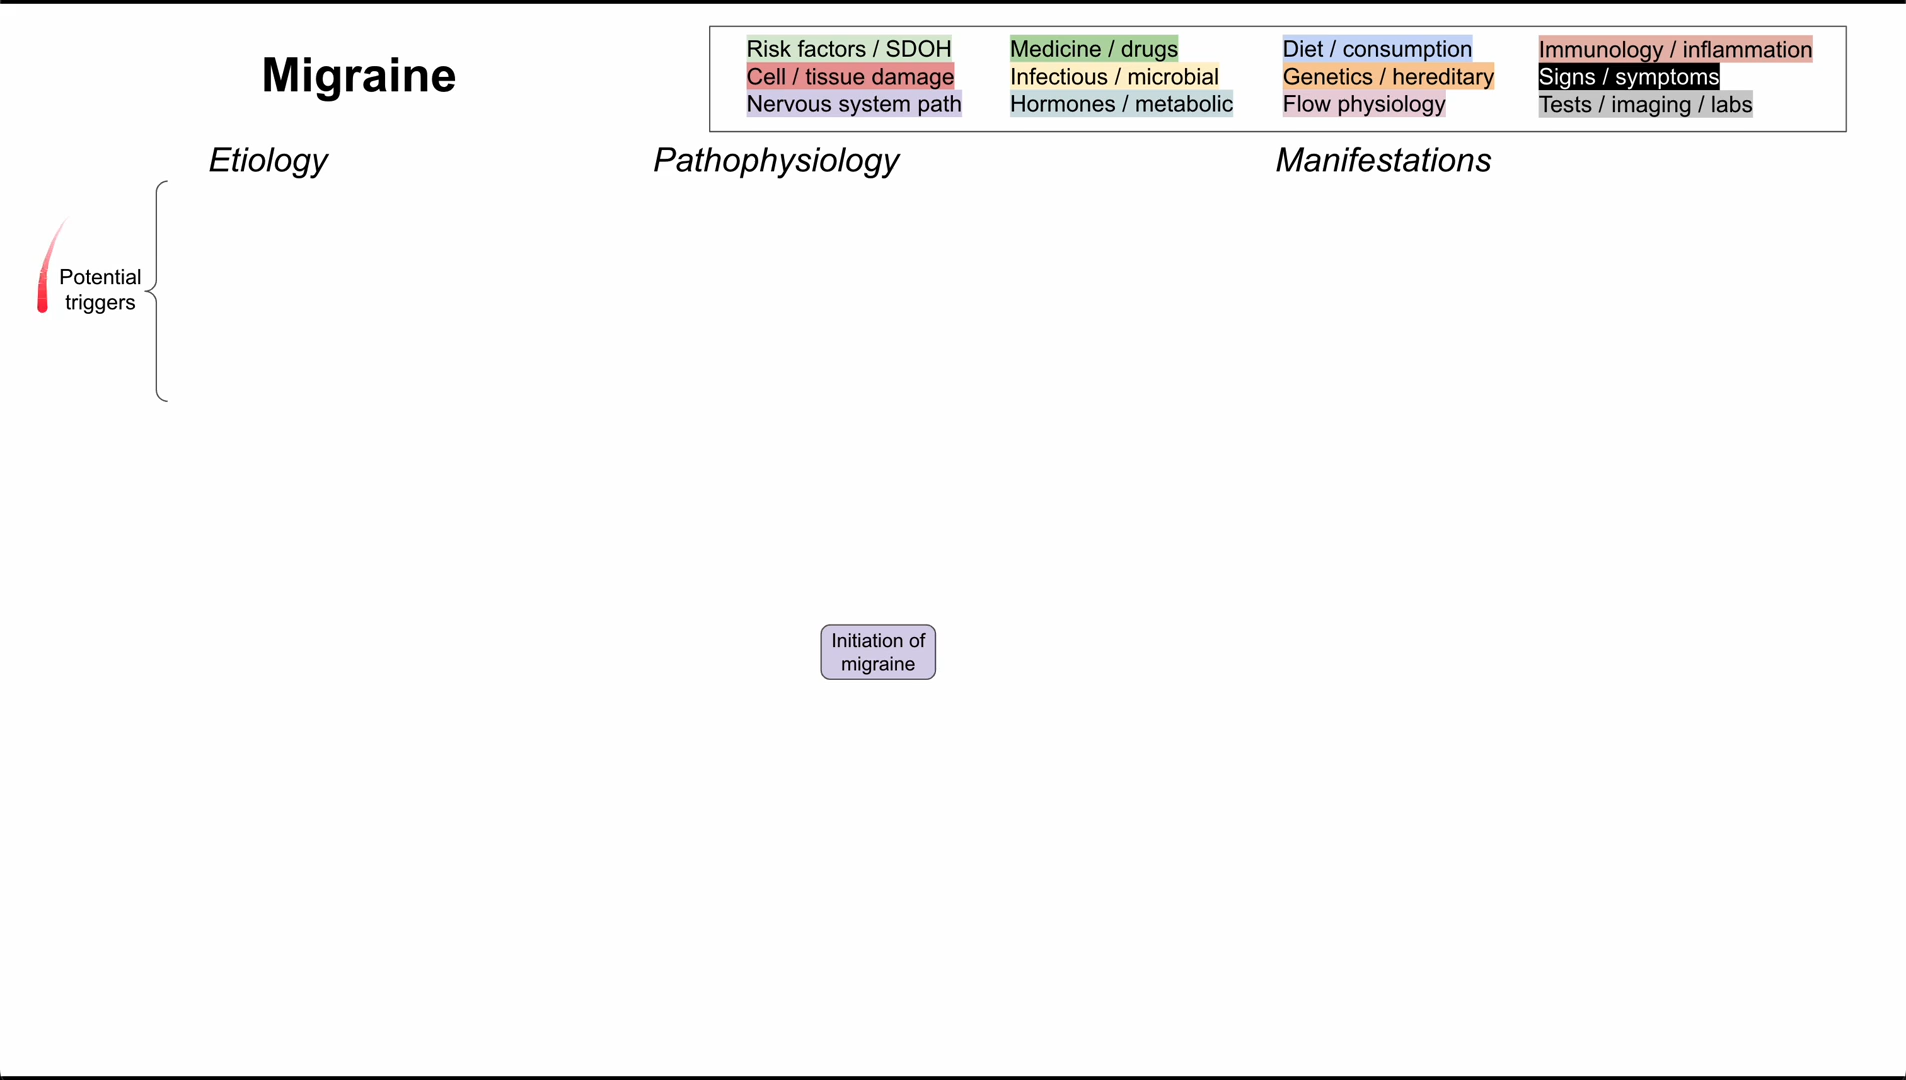 Migraine
Risk factors / SDOH
Cell / tissue damage
Nervous system path
Medicine / drugs
Infectious / microbial
Hormones / metabolic
Diet / consumption
Genetics / hereditary
Flow physiology
Immunology / inflammation
Signs / symptoms
Tests / imaging / labs
Etiology
Pathophysiology
Manifestations
Potential
triggers
Initiation of
migraine